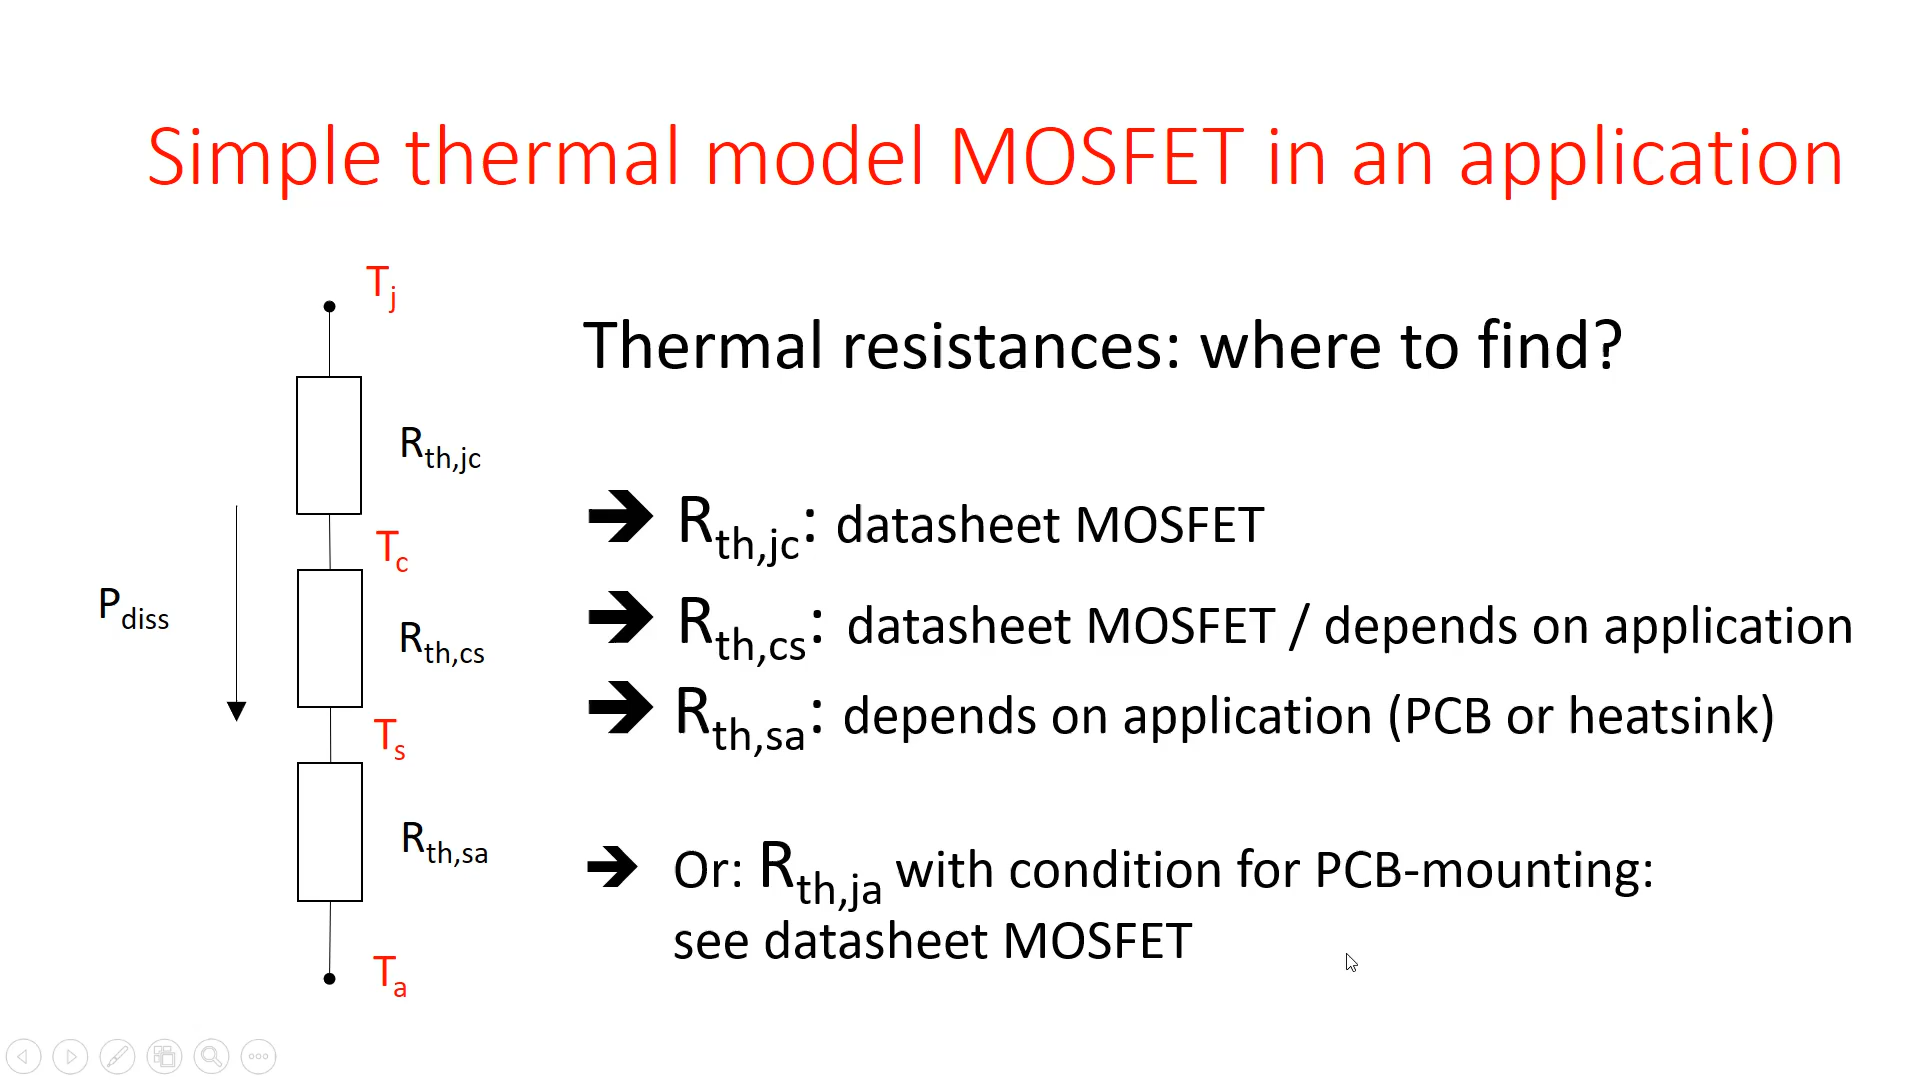 Simple thermal model MOSFET in an application
Tj
Rth,jc
Tc
Pdiss
Rth,cs
Ts
Rth,sa
Ta
Thermal resistances: where to find?
➔ Rth,jc: datasheet MOSFET
➔ Rth,cs: datasheet MOSFET / depends on application
➔ Rth,sa: depends on application (PCB or heatsink)
➔ Or: Rth,ja with condition for PCB-mounting:
see datasheet MOSFET